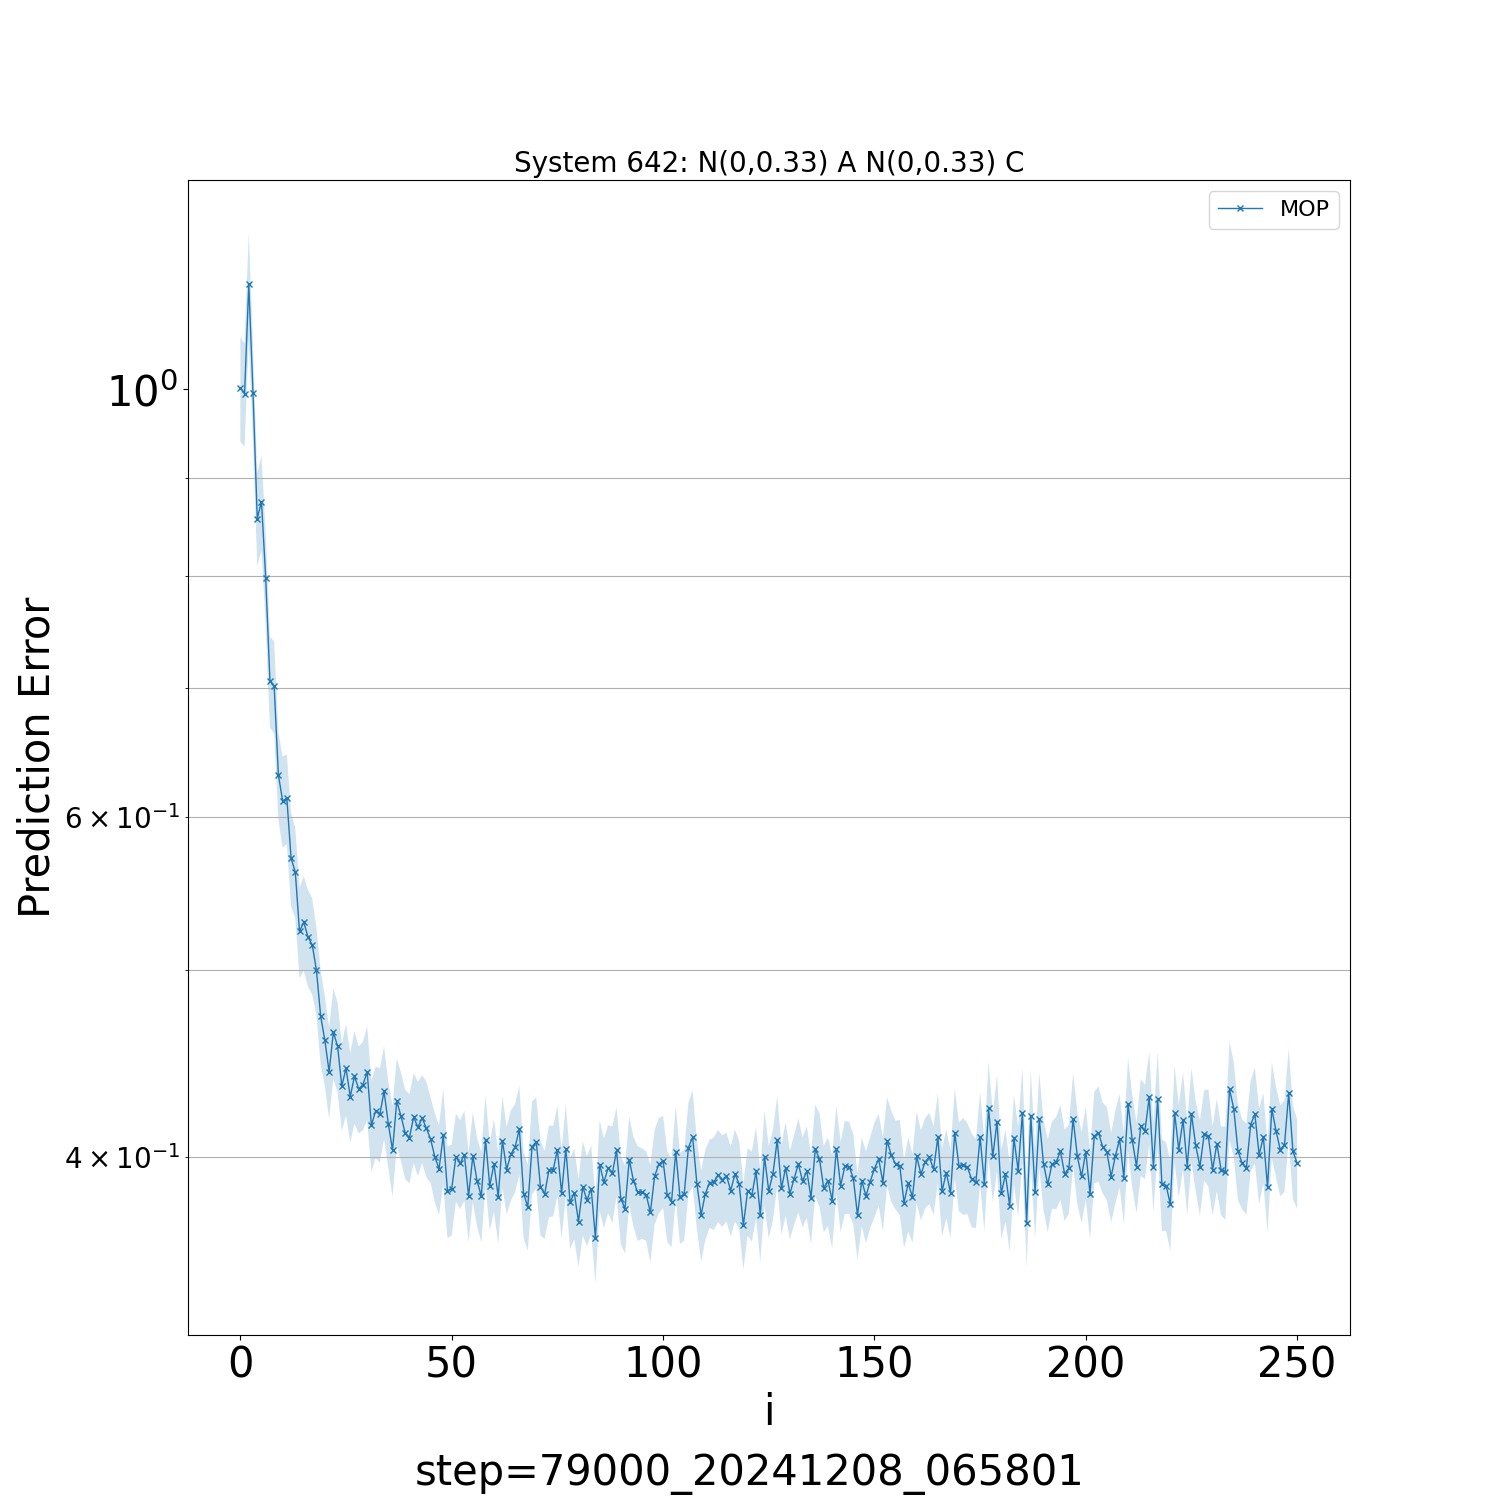 System 642: N(0,0.33) A N(0,0.33) C
MOP
10⁰
6 × 10⁻¹
4 × 10⁻¹
Prediction Error
0 50 100 150 200 250
i
step=79000_20241208_065801